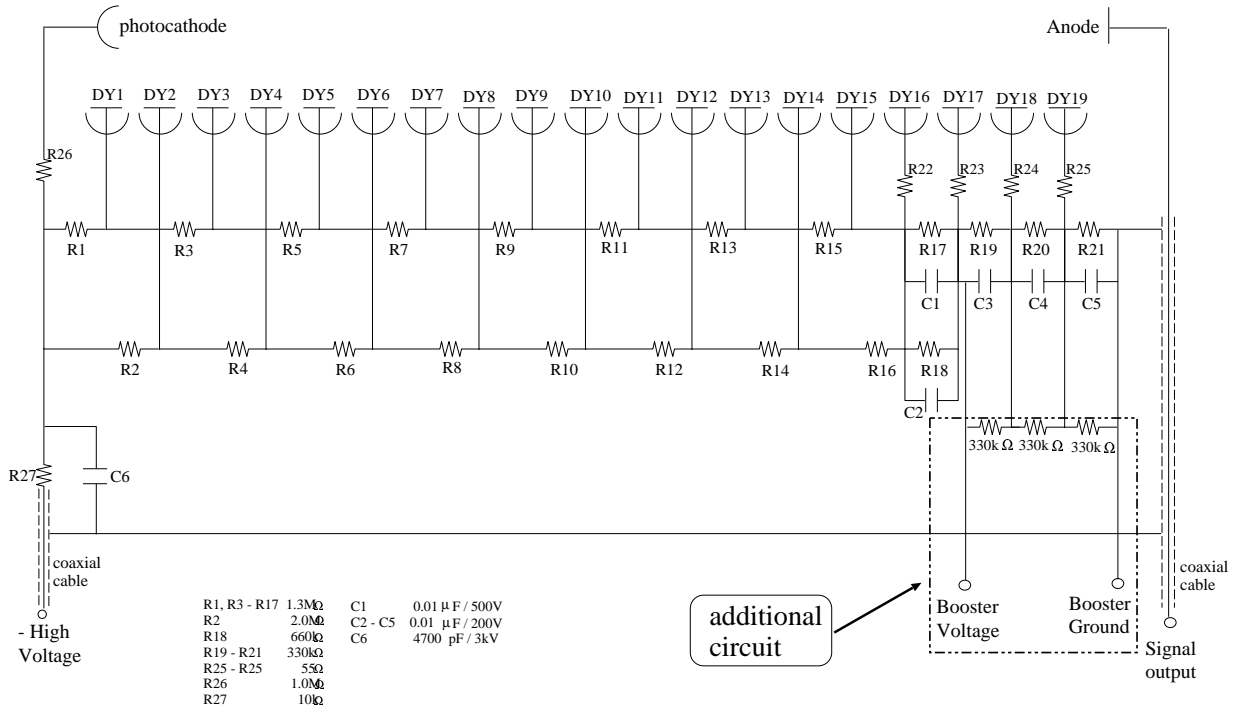 photocathode
Anode
DY1 DY2 DY3 DY4 DY5 DY6 DY7 DY8 DY9 DY10 DY11 DY12 DY13 DY14 DY15 DY16 DY17 DY18 DY19
R26 R22 R23 R24 R25
R1 R3 R5 R7 R9 R11 R13 R15 R17 R19 R20 R21
C1 C3 C4 C5
R2 R4 R6 R8 R10 R12 R14 R16 R18
C2
330k Ω 330k Ω 330k Ω
R27 C6
coaxial
cable
- High
Voltage
R1, R3 - R17 1.3MΩ
R2 2.0MΩ
R18 660kΩ
R19 - R21 330kΩ
R25 - R25 55Ω
R26 1.0MΩ
R27 10kΩ
C1 0.01 μF / 500V
C2 - C5 0.01 μF / 200V
C6 4700 pF / 3kV
additional
circuit
Booster
Voltage
Booster
Ground
coaxial
cable
Signal
output